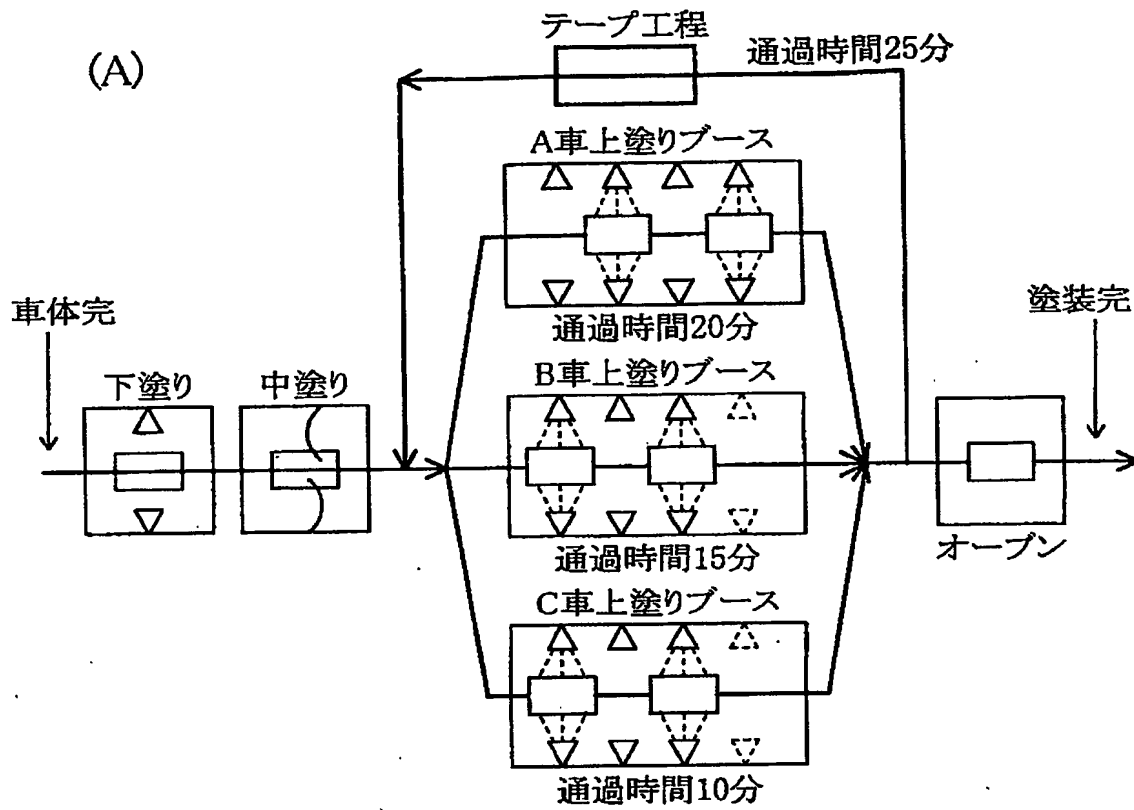 (A)
テープ工程
通過時間25分
A車上塗りブース
通過時間20分
車体完
下塗り
中塗り
B車上塗りブース
通過時間15分
塗装完
オーブン
C車上塗りブース
通過時間10分